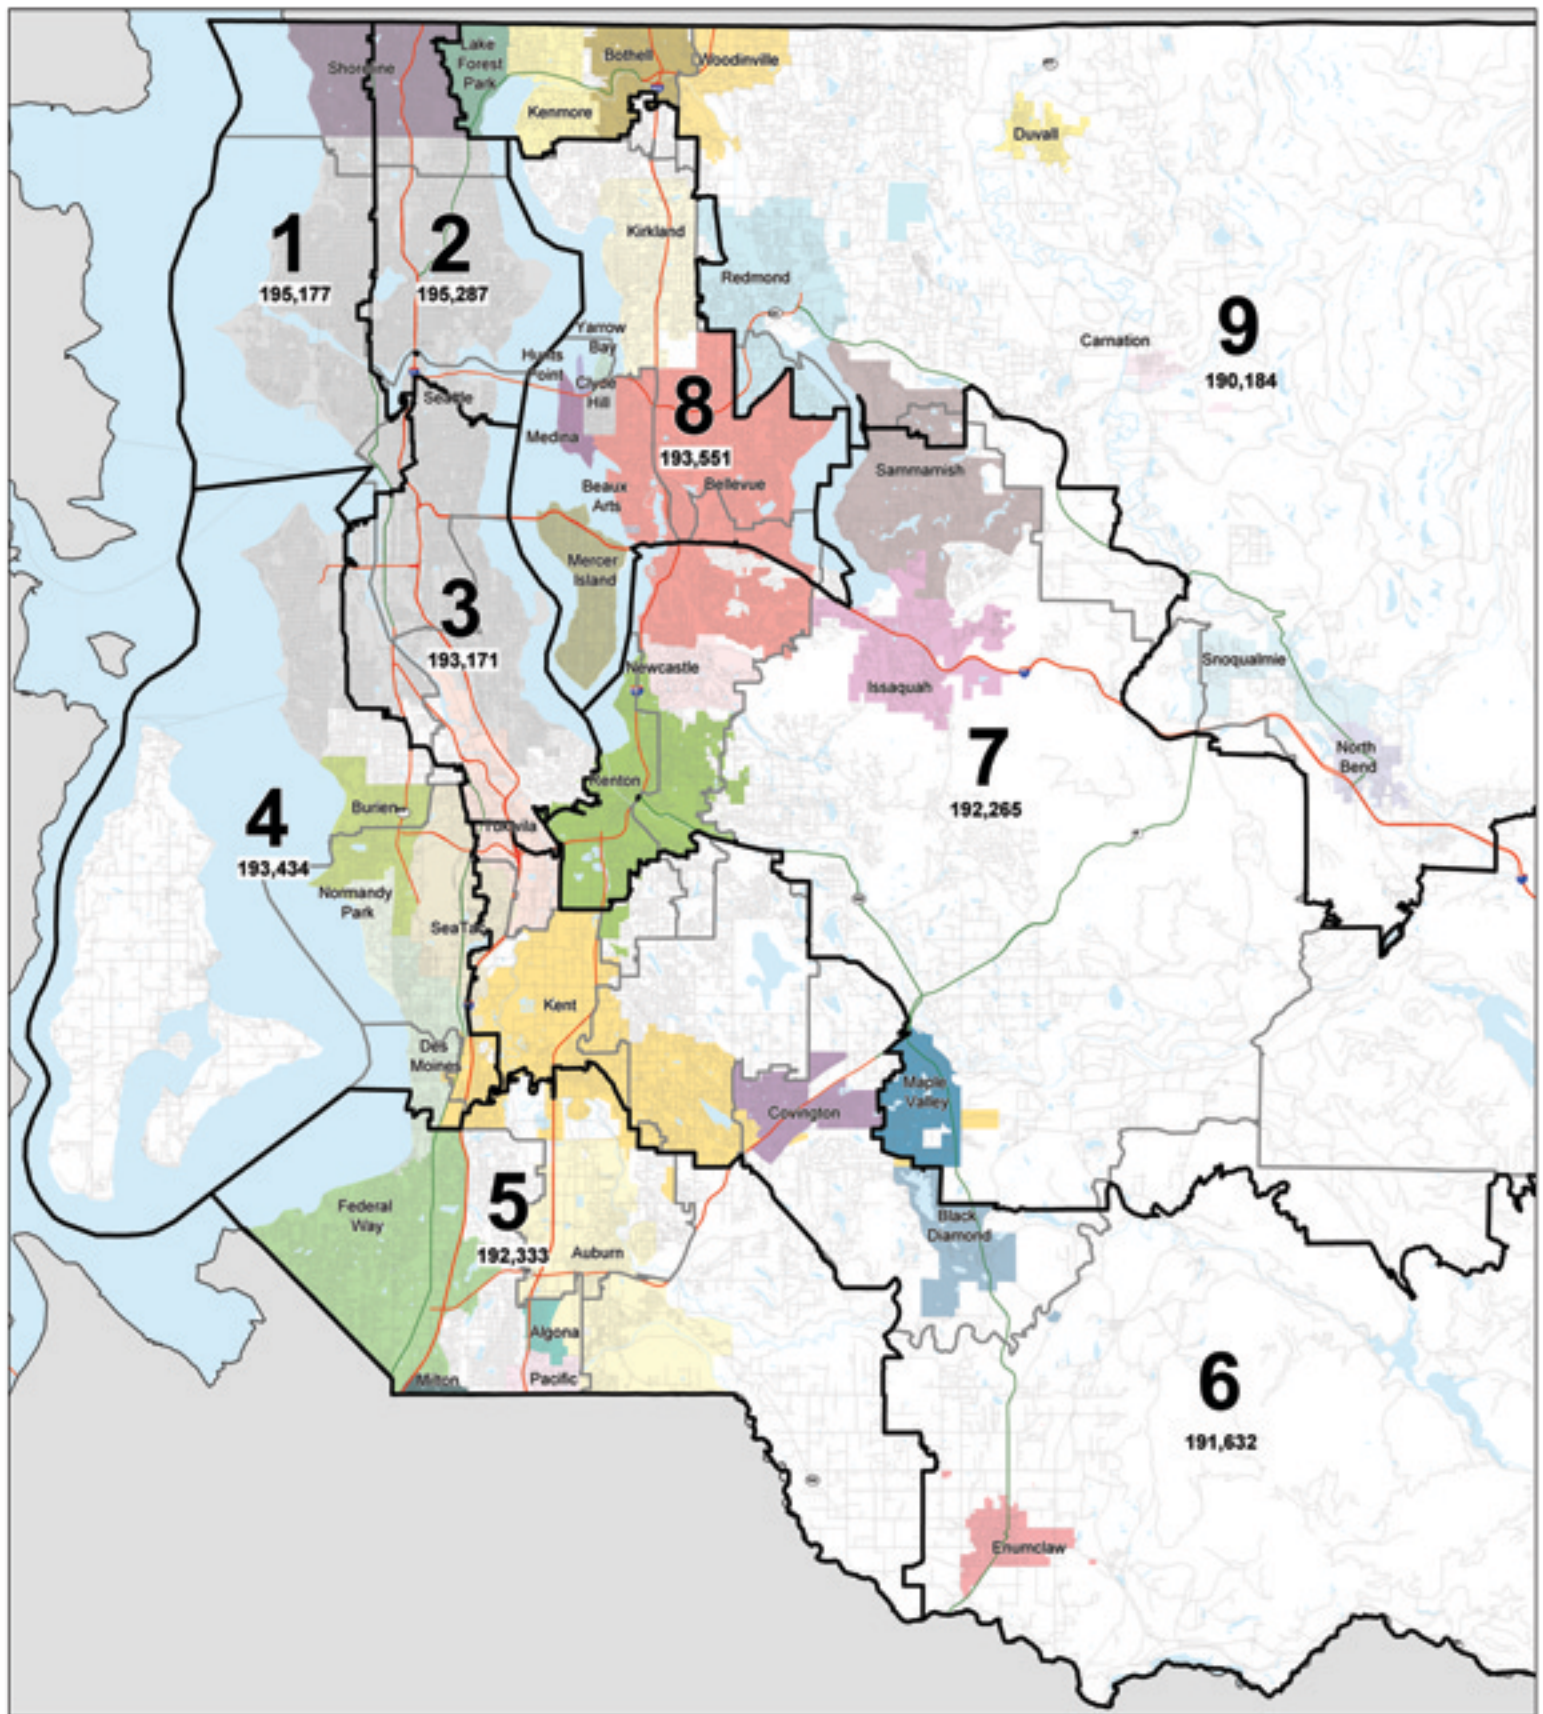 Shoreline
Lake
Forest
Park
Bothell
Woodinville
Kenmore
Duvall
1
195,177
2
195,287
Kirkland
Redmond
9
190,184
Carnation
Yarrow
Bay
Hunts
Point
Clyde
Hill
Seattle
Medina
8
193,551
Bellevue
Beaux
Arts
Sammamish
Mercer
Island
3
193,171
Newcastle
Issaquah
Snoqualmie
North
Bend
7
192,265
Renton
4
193,434
Burien
Tukwila
Normandy
Park
SeaTac
Kent
Des
Moines
Maple
Valley
Covington
5
192,333
Federal
Way
Auburn
Black
Diamond
Algona
Milton
Pacific
6
191,632
Enumclaw